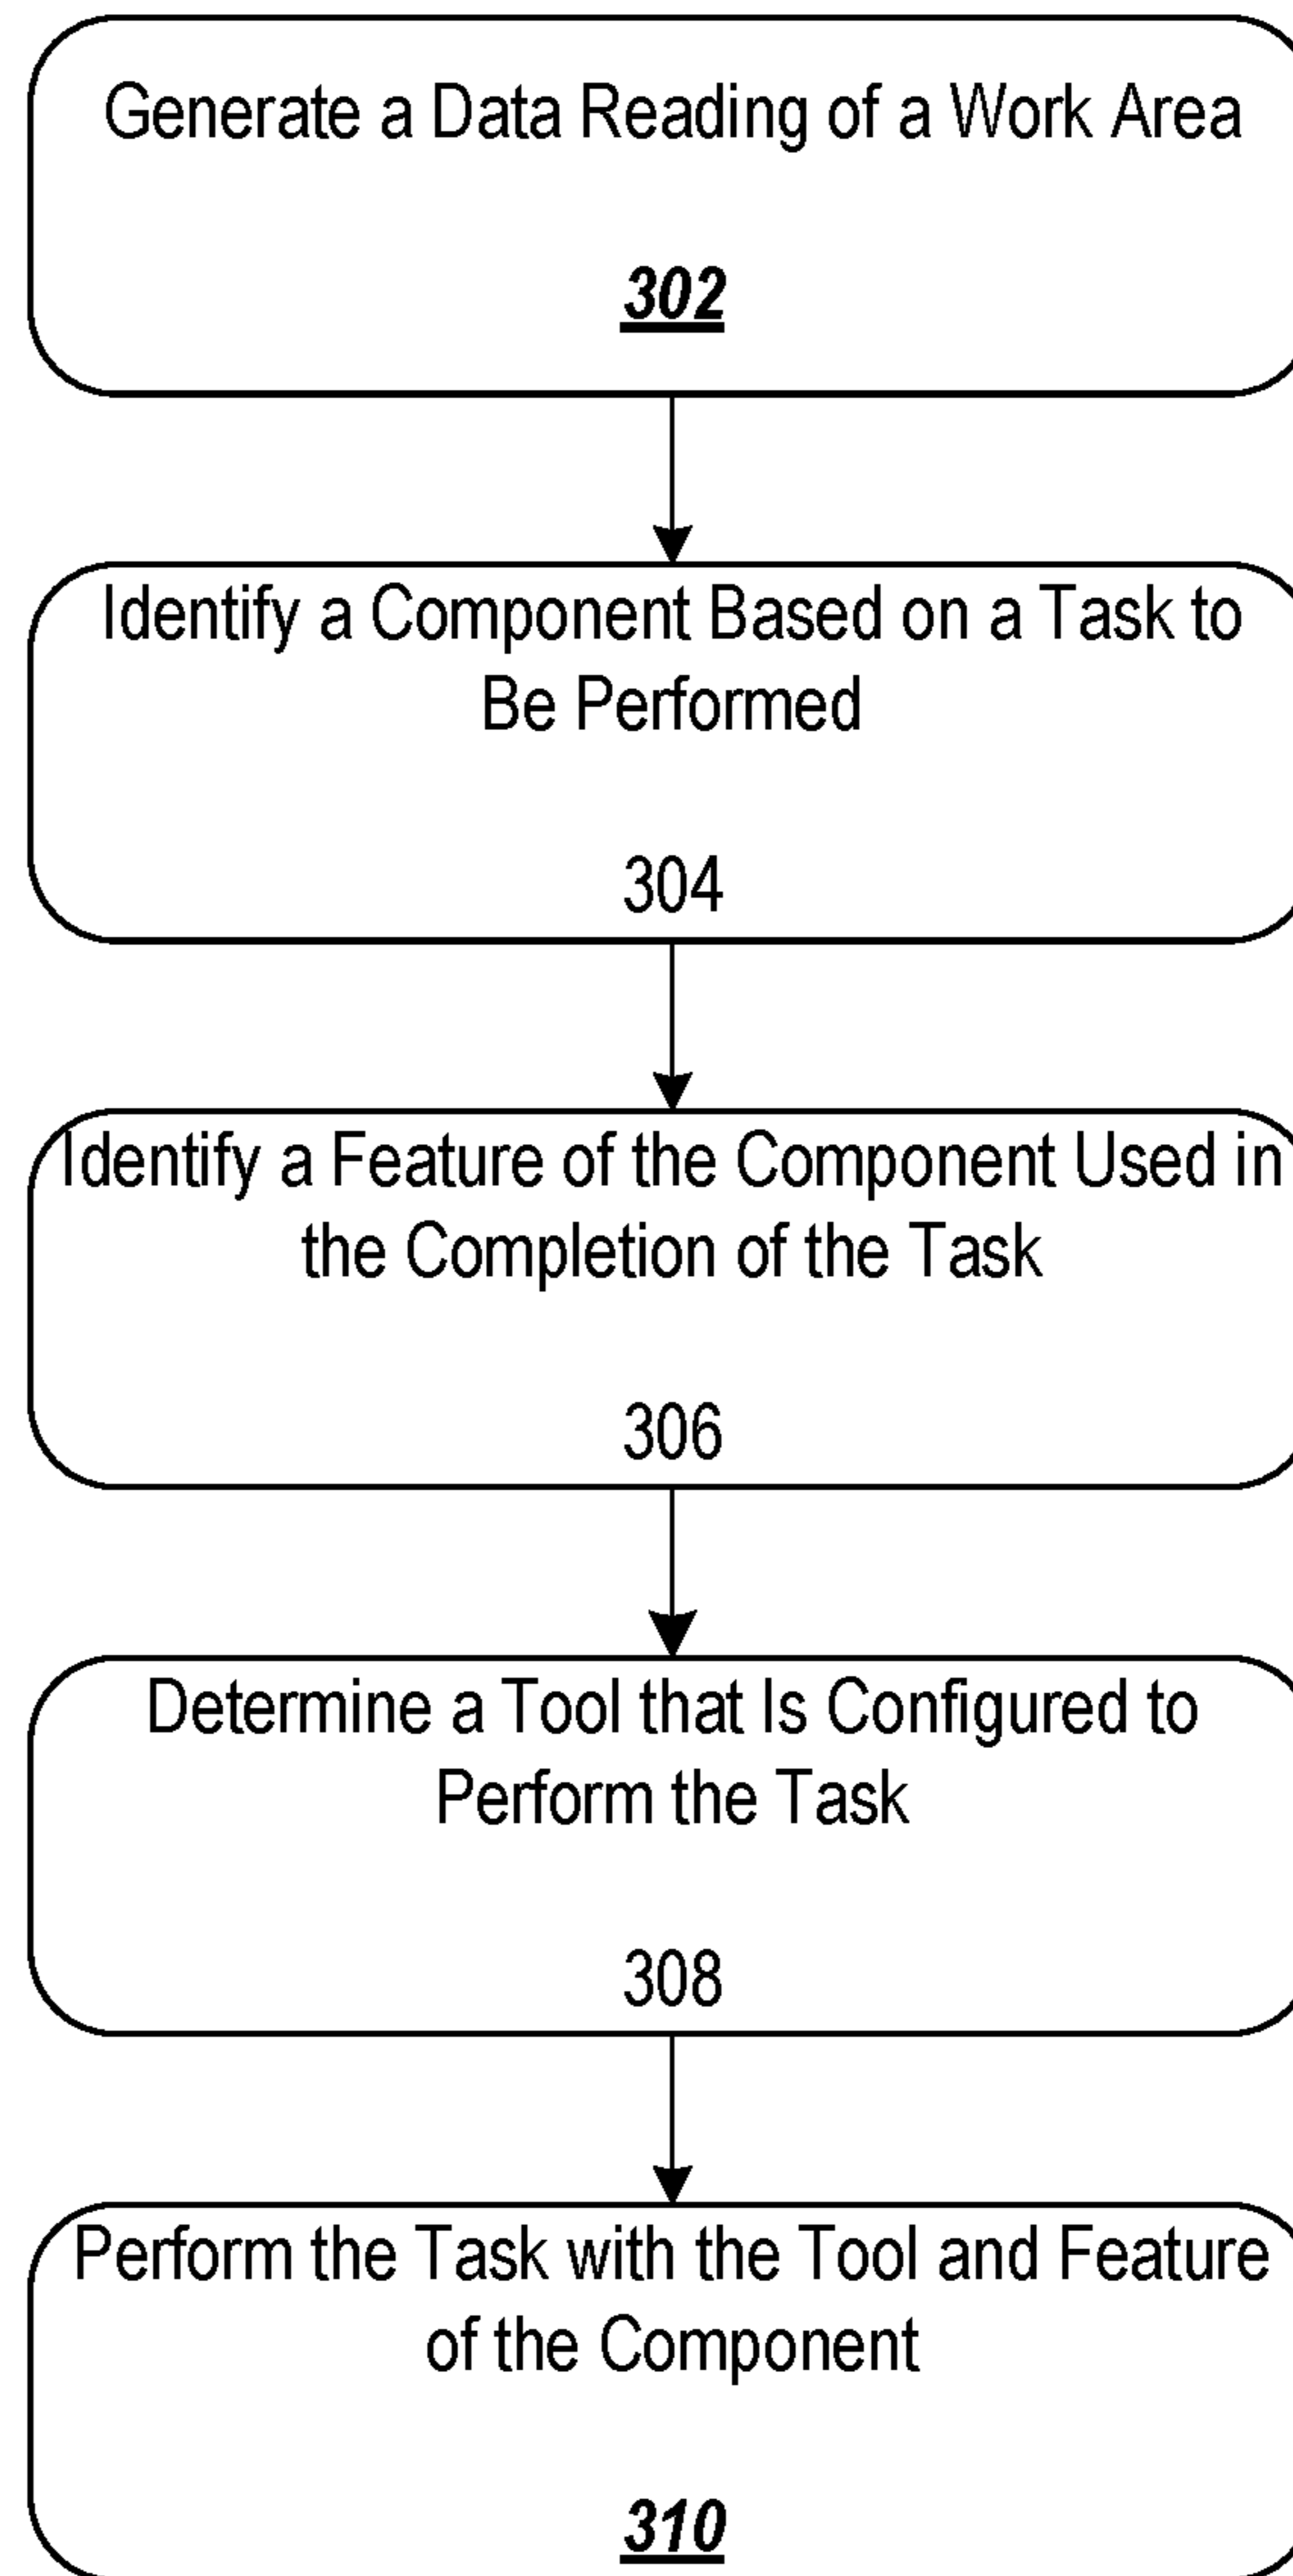 Generate a Data Reading of a Work Area
302
Identify a Component Based on a Task to
Be Performed
304
Identify a Feature of the Component Used in
the Completion of the Task
306
Determine a Tool that Is Configured to
Perform the Task
308
Perform the Task with the Tool and Feature
of the Component
310